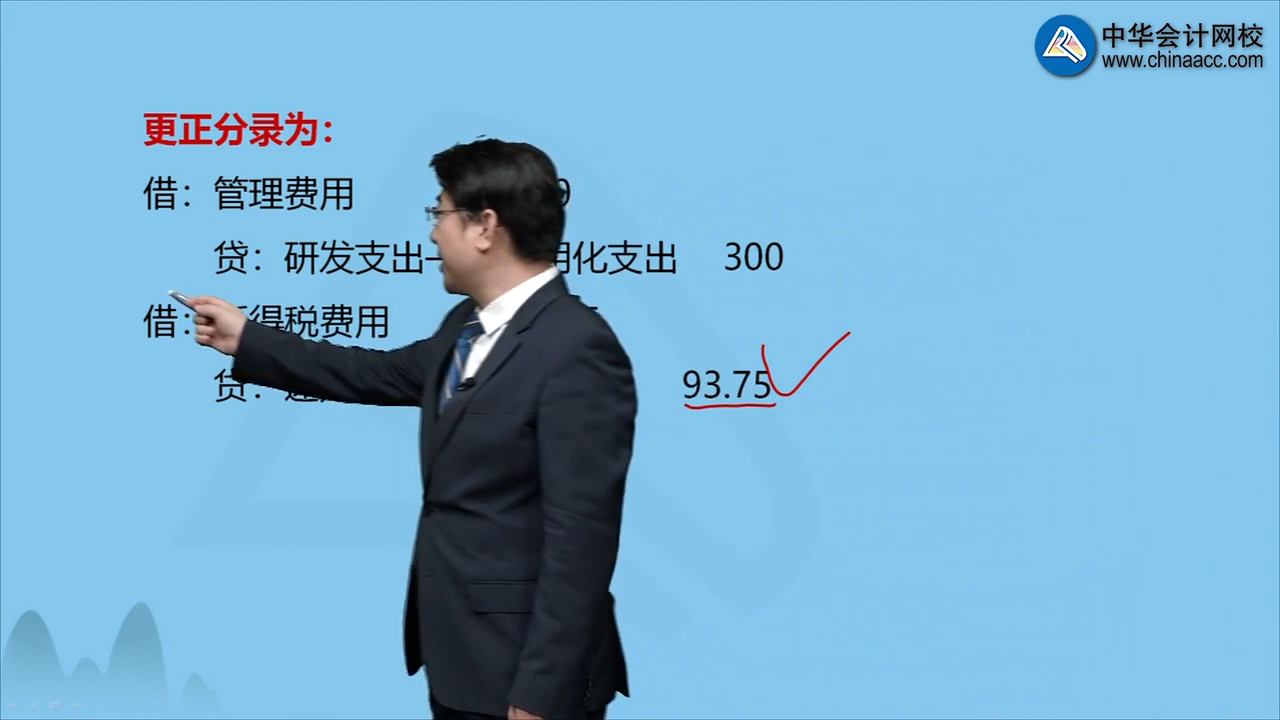 中华会计网校
www.chinaacc.com
更正分录为：
借：管理费用
贷：研发支出 化支出 300
借： 得税费用
贷： 93.75